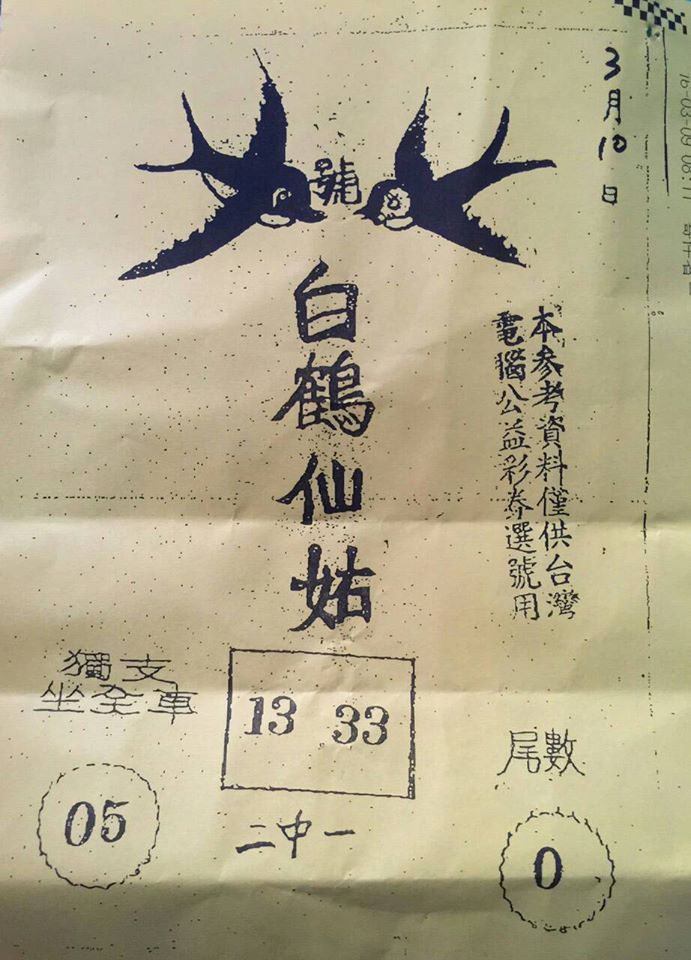 3月10日
號
白鶴仙姑
本參考資料僅供台灣
電腦公益彩券選號用
獨支
坐全車
05
13 33
二中一
尾數
0